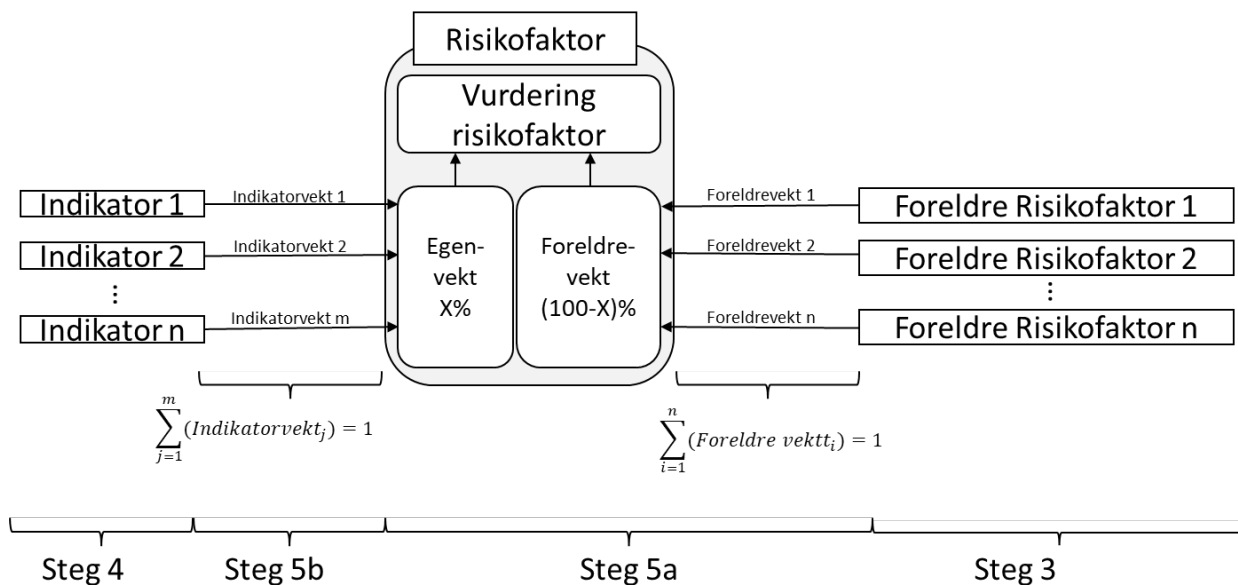 Risikofaktor
Vurdering
risikofaktor
Indikator 1
Indikatorvekt 1
Foreldrevekt 1
Foreldre Risikofaktor 1
Indikator 2
Indikatorvekt 2
Foreldrevekt 2
Foreldre Risikofaktor 2
⋮
⋮
Indikator n
Indikatorvekt m
Foreldrevekt n
Foreldre Risikofaktor n
Egen-
vekt
X%
Foreldre-
vekt
(100-X)%
∑_{j=1}^{m}(Indikatorvekt_j) = 1
∑_{i=1}^{n}(Foreldre vektt_i) = 1
Steg 4
Steg 5b
Steg 5a
Steg 3